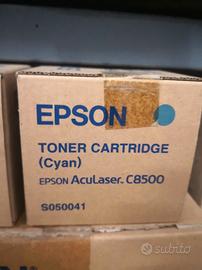 EPSON
TONER CARTRIDGE
(Cyan)
EPSON AcuLaser C8500
S050041
subito